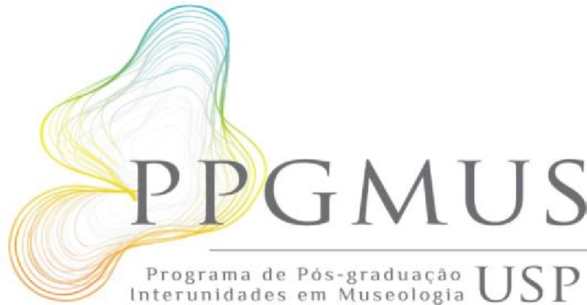 PPGMUS
Programa de Pós-graduação
Interunidades em Museologia USP